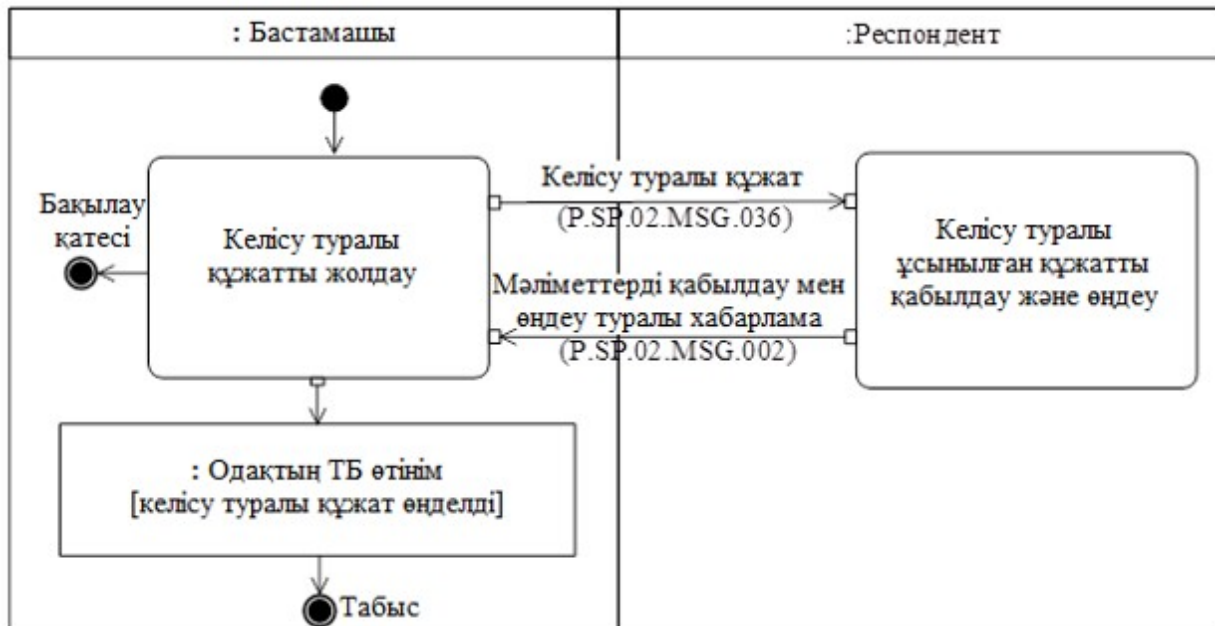 : Бастамашы
:Респондент
Бақылау
қатесі
Келісу туралы
құжатты жолдау
Келісу туралы құжат
(P.SP.02.MSG.036)
Мәліметтерді қабылдау мен
өңдеу туралы хабарлама
(P.SP.02.MSG.002)
Келісу туралы
ұсынылған құжатты
қабылдау және өңдеу
: Одақтың ТБ өтінім
[келісу туралы құжат өңделді]
Табыс